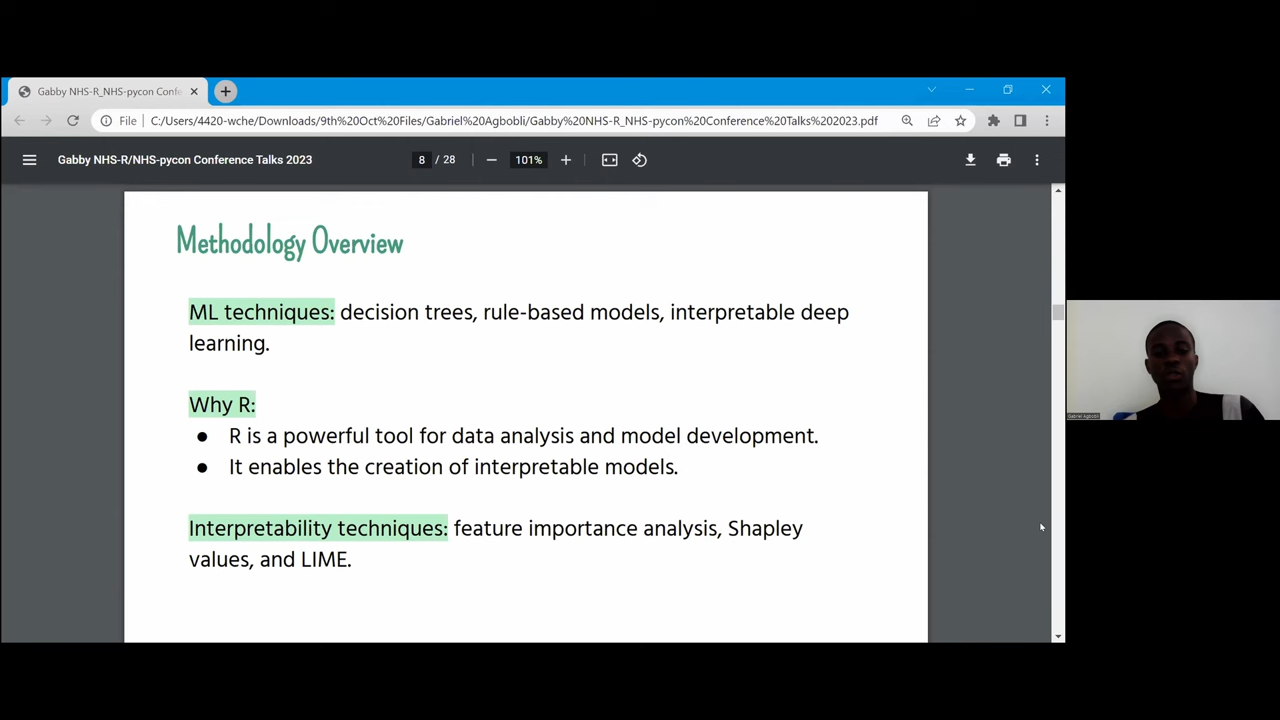 Gabby NHS-R_NHS-pycon Confe
File C:/Users/4420-wche/Downloads/9th%20Oct%20Files/Gabriel%20Agbobli/Gabby%20NHS-R_NHS-pycon%20Conference%20Talks%202023.pdf
Gabby NHS-R/NHS-pycon Conference Talks 2023 8 / 28 101%
Methodology Overview
ML techniques: decision trees, rule-based models, interpretable deep
learning.
Why R:
● R is a powerful tool for data analysis and model development.
● It enables the creation of interpretable models.
Interpretability techniques: feature importance analysis, Shapley
values, and LIME.
Gabriel Agbobli